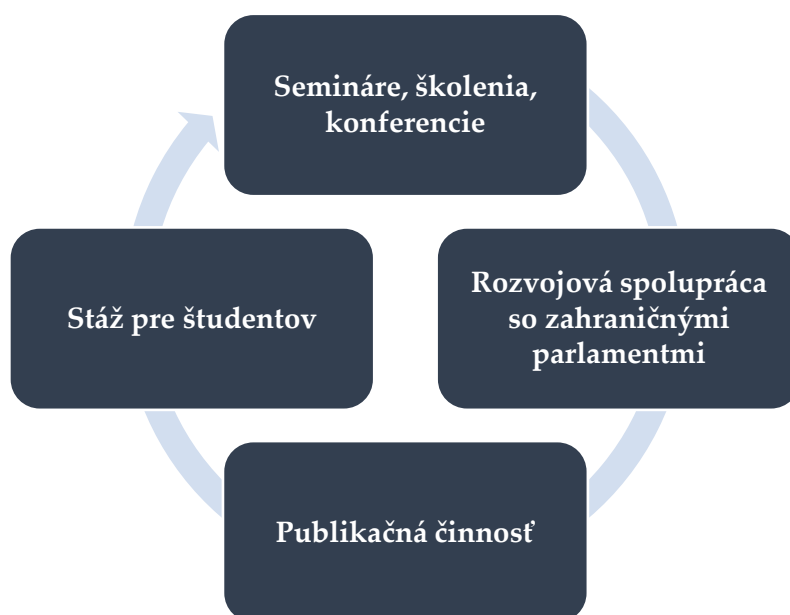 Semináre, školenia,
konferencie
Rozvojová spolupráca
so zahraničnými
parlamentmi
Stáž pre študentov
Publikačná činnosť